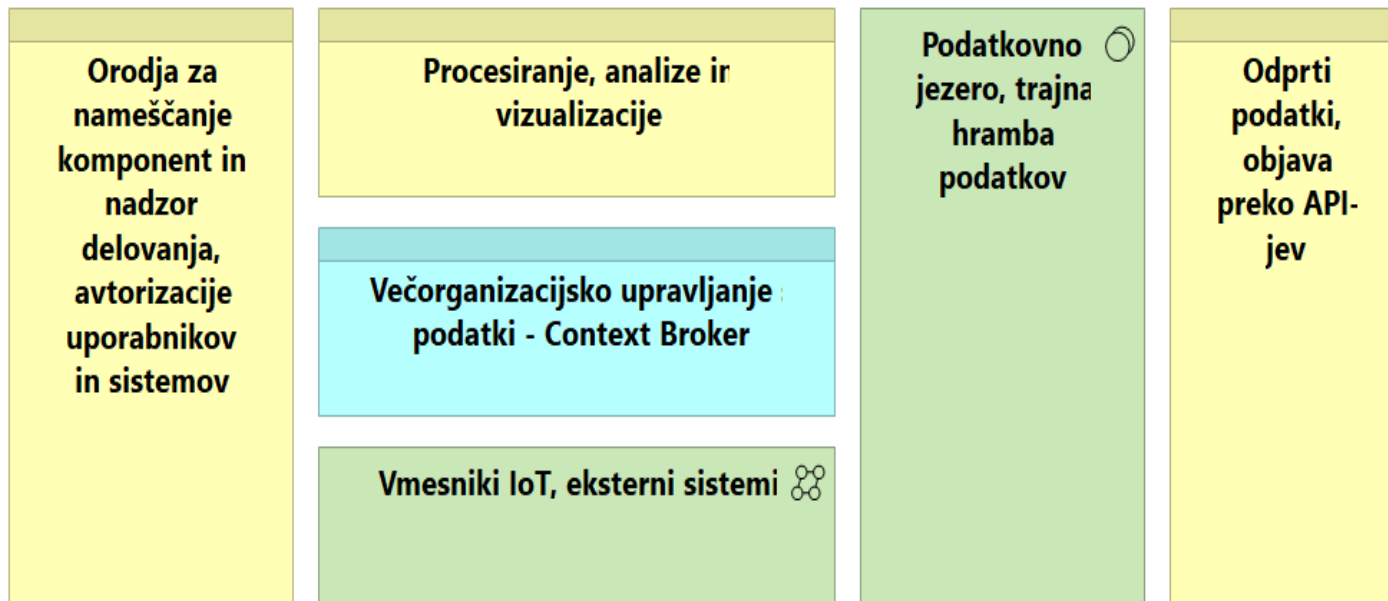 Orodja za
nameščanje
komponent in
nadzor
delovanja,
avtorizacije
uporabnikov
in sistemov
Procesiranje, analize in
vizualizacije
Večorganizacijsko upravljanje
podatki - Context Broker
Vmesniki IoT, eksterni sistemi
Podatkovno
jezero, trajna
hramba
podatkov
Odprti
podatki,
objava
preko API-
jev